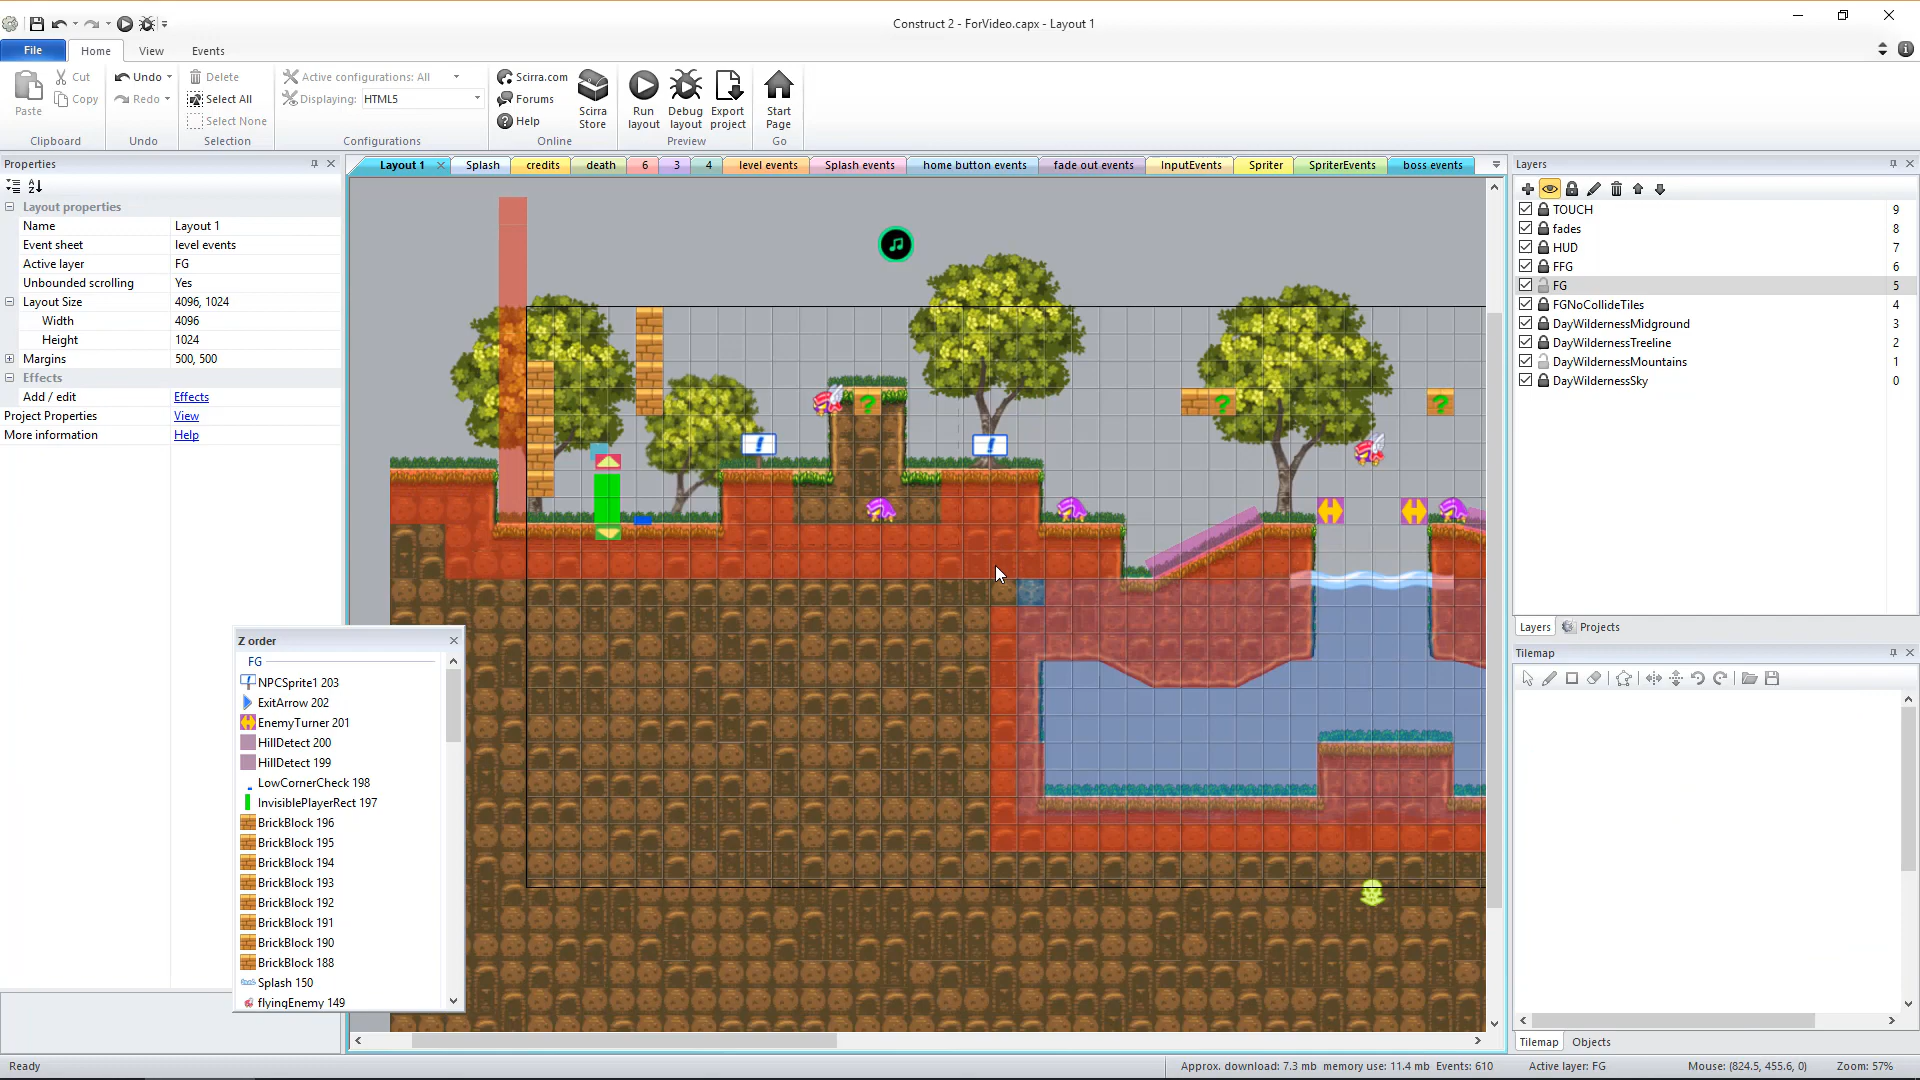 Construct 2 - ForVideo.capx - Layout 1
File Home View Events
Paste Cut Copy Clipboard
Undo Redo Undo
Delete Select All Select None Selection
Active configurations: All
Displaying: HTML5
Configurations
Scirra.com Forums Help Scirra Store Online
Run layout Debug layout Export project Preview
Start Page Go
Properties
Layout 1 Splash credits death 6 3 4 level events Splash events home button events fade out events InputEvents Spriter SpriterEvents boss events
Layout properties
Name Layout 1
Event sheet level events
Active layer FG
Unbounded scrolling Yes
Layout Size 4096, 1024
Width 4096
Height 1024
Margins 500, 500
Effects
Add / edit Effects
Project Properties View
More information Help
Z order
FG
NPCSprite1 203
ExitArrow 202
EnemyTurner 201
HillDetect 200
HillDetect 199
LowCornerCheck 198
InvisiblePlayerRect 197
BrickBlock 196
BrickBlock 195
BrickBlock 194
BrickBlock 193
BrickBlock 192
BrickBlock 191
BrickBlock 190
BrickBlock 188
Splash 150
flyingEnemy 149
!
!
?
?
?
Layers
TOUCH 9
fades 8
HUD 7
FFG 6
FG 5
FGNoCollideTiles 4
DayWildernessMidground 3
DayWildernessTreeline 2
DayWildernessMountains 1
DayWildernessSky 0
Layers Projects
Tilemap
Tilemap Objects
Ready
Approx. download: 7.3 mb memory use: 11.4 mb Events: 610
Active layer: FG
Mouse: (824.5, 455.6, 0)
Zoom: 57%